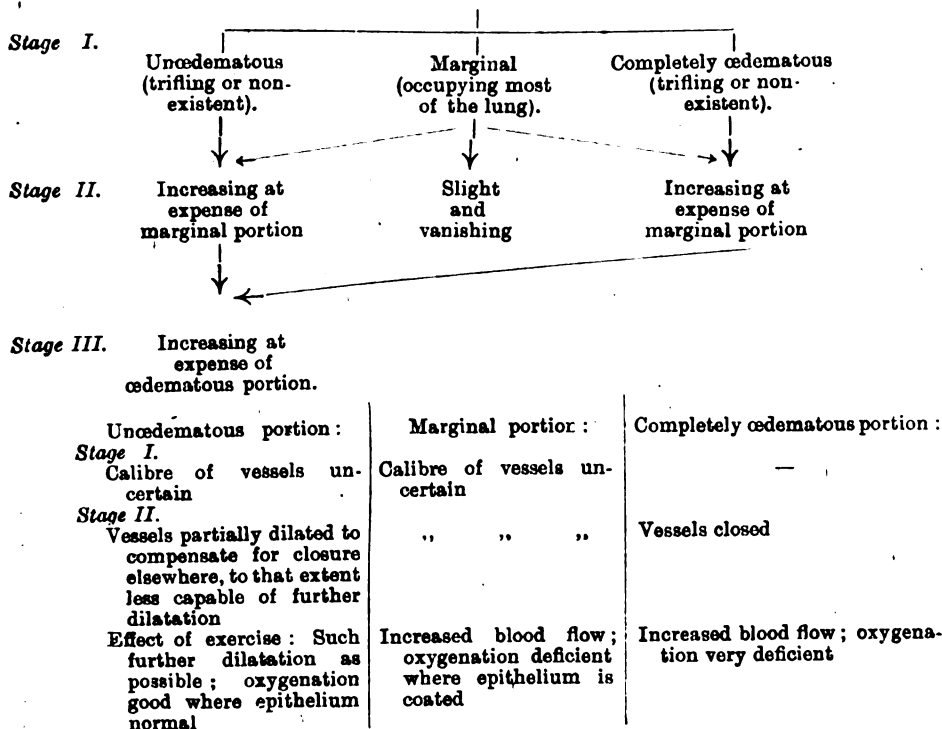 Stage I.
Unœdematous
(trifling or non-
existent).
Marginal
(occupying most
of the lung).
Completely œdematous
(trifling or non-
existent).
Stage II.
Increasing at
expense of
marginal portion
Slight
and
vanishing
Increasing at
expense of
marginal portion
Stage III.
Increasing at
expense of
œdematous portion.
Unœdematous portion :
Stage I.
Calibre of vessels un-
certain
Stage II.
Vessels partially dilated to
compensate for closure
elsewhere, to that extent
less capable of further
dilatation
Effect of exercise : Such
further dilatation as
possible ; oxygenation
good where epithelium
normal
Marginal portion :
Calibre of vessels un-
certain
„ „ „
Increased blood flow ;
oxygenation deficient
where epithelium is
coated
Completely œdematous portion :
—
Vessels closed
Increased blood flow ; oxygena-
tion very deficient